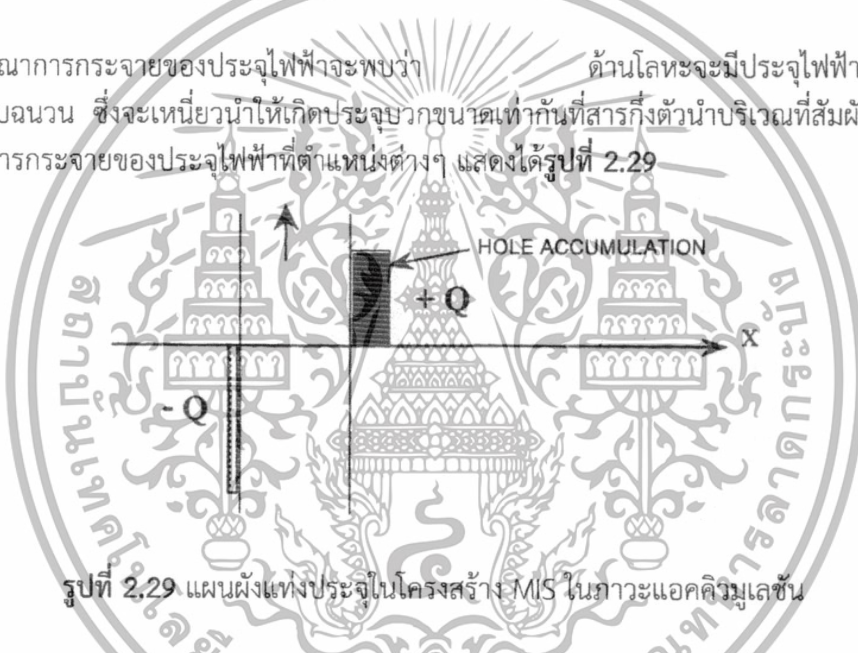 ณาการกระจายของประจุไฟฟ้าจะพบว่า ด้านโลหะจะมีประจุไฟฟ้า
บฉนวน ซึ่งจะเหนี่ยวนำให้เกิดประจุบวกขนาดเท่ากันที่สารกึ่งตัวนำบริเวณที่สัมผั
ารกระจายของประจุไฟฟ้าที่ตำแหน่งต่างๆ แสดงได้รูปที่ 2.29
HOLE ACCUMULATION
+ Q
X
- Q
รูปที่ 2.29 แผนผังแท่งประจุในโครงสร้าง MIS ในภาวะแอคคิวมูเลชัน